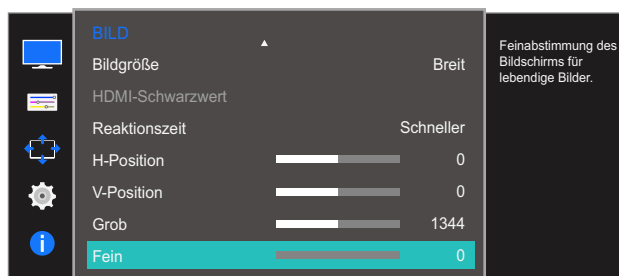 BILD
Bildgröße Breit
HDMI-Schwarzwert
Reaktionszeit Schneller
H-Position 0
V-Position 0
Grob 1344
Fein 0
Feinabstimmung des
Bildschirms für
lebendige Bilder.